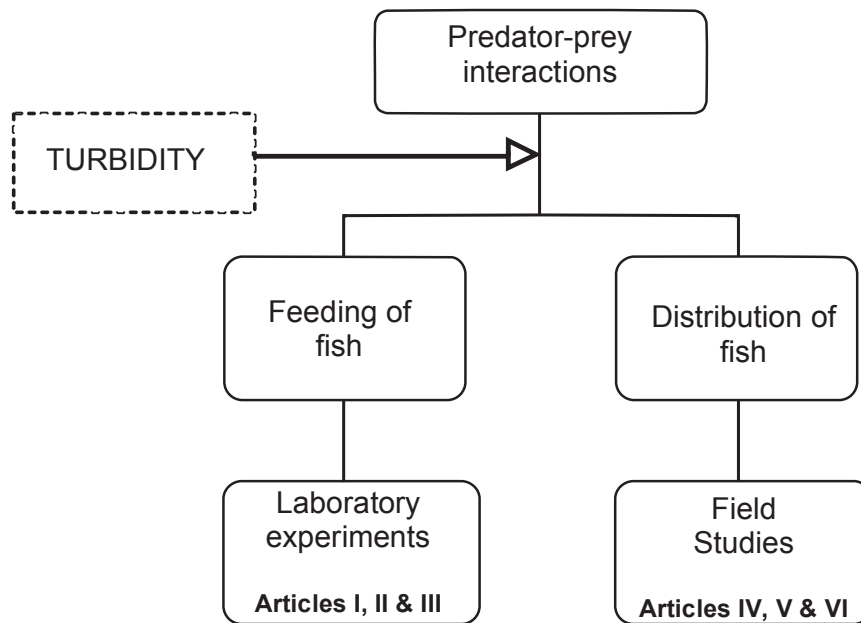 Predator-prey
interactions
TURBIDITY
Feeding of
fish
Distribution of
fish
Laboratory
experiments
Articles I, II & III
Field
Studies
Articles IV, V & VI